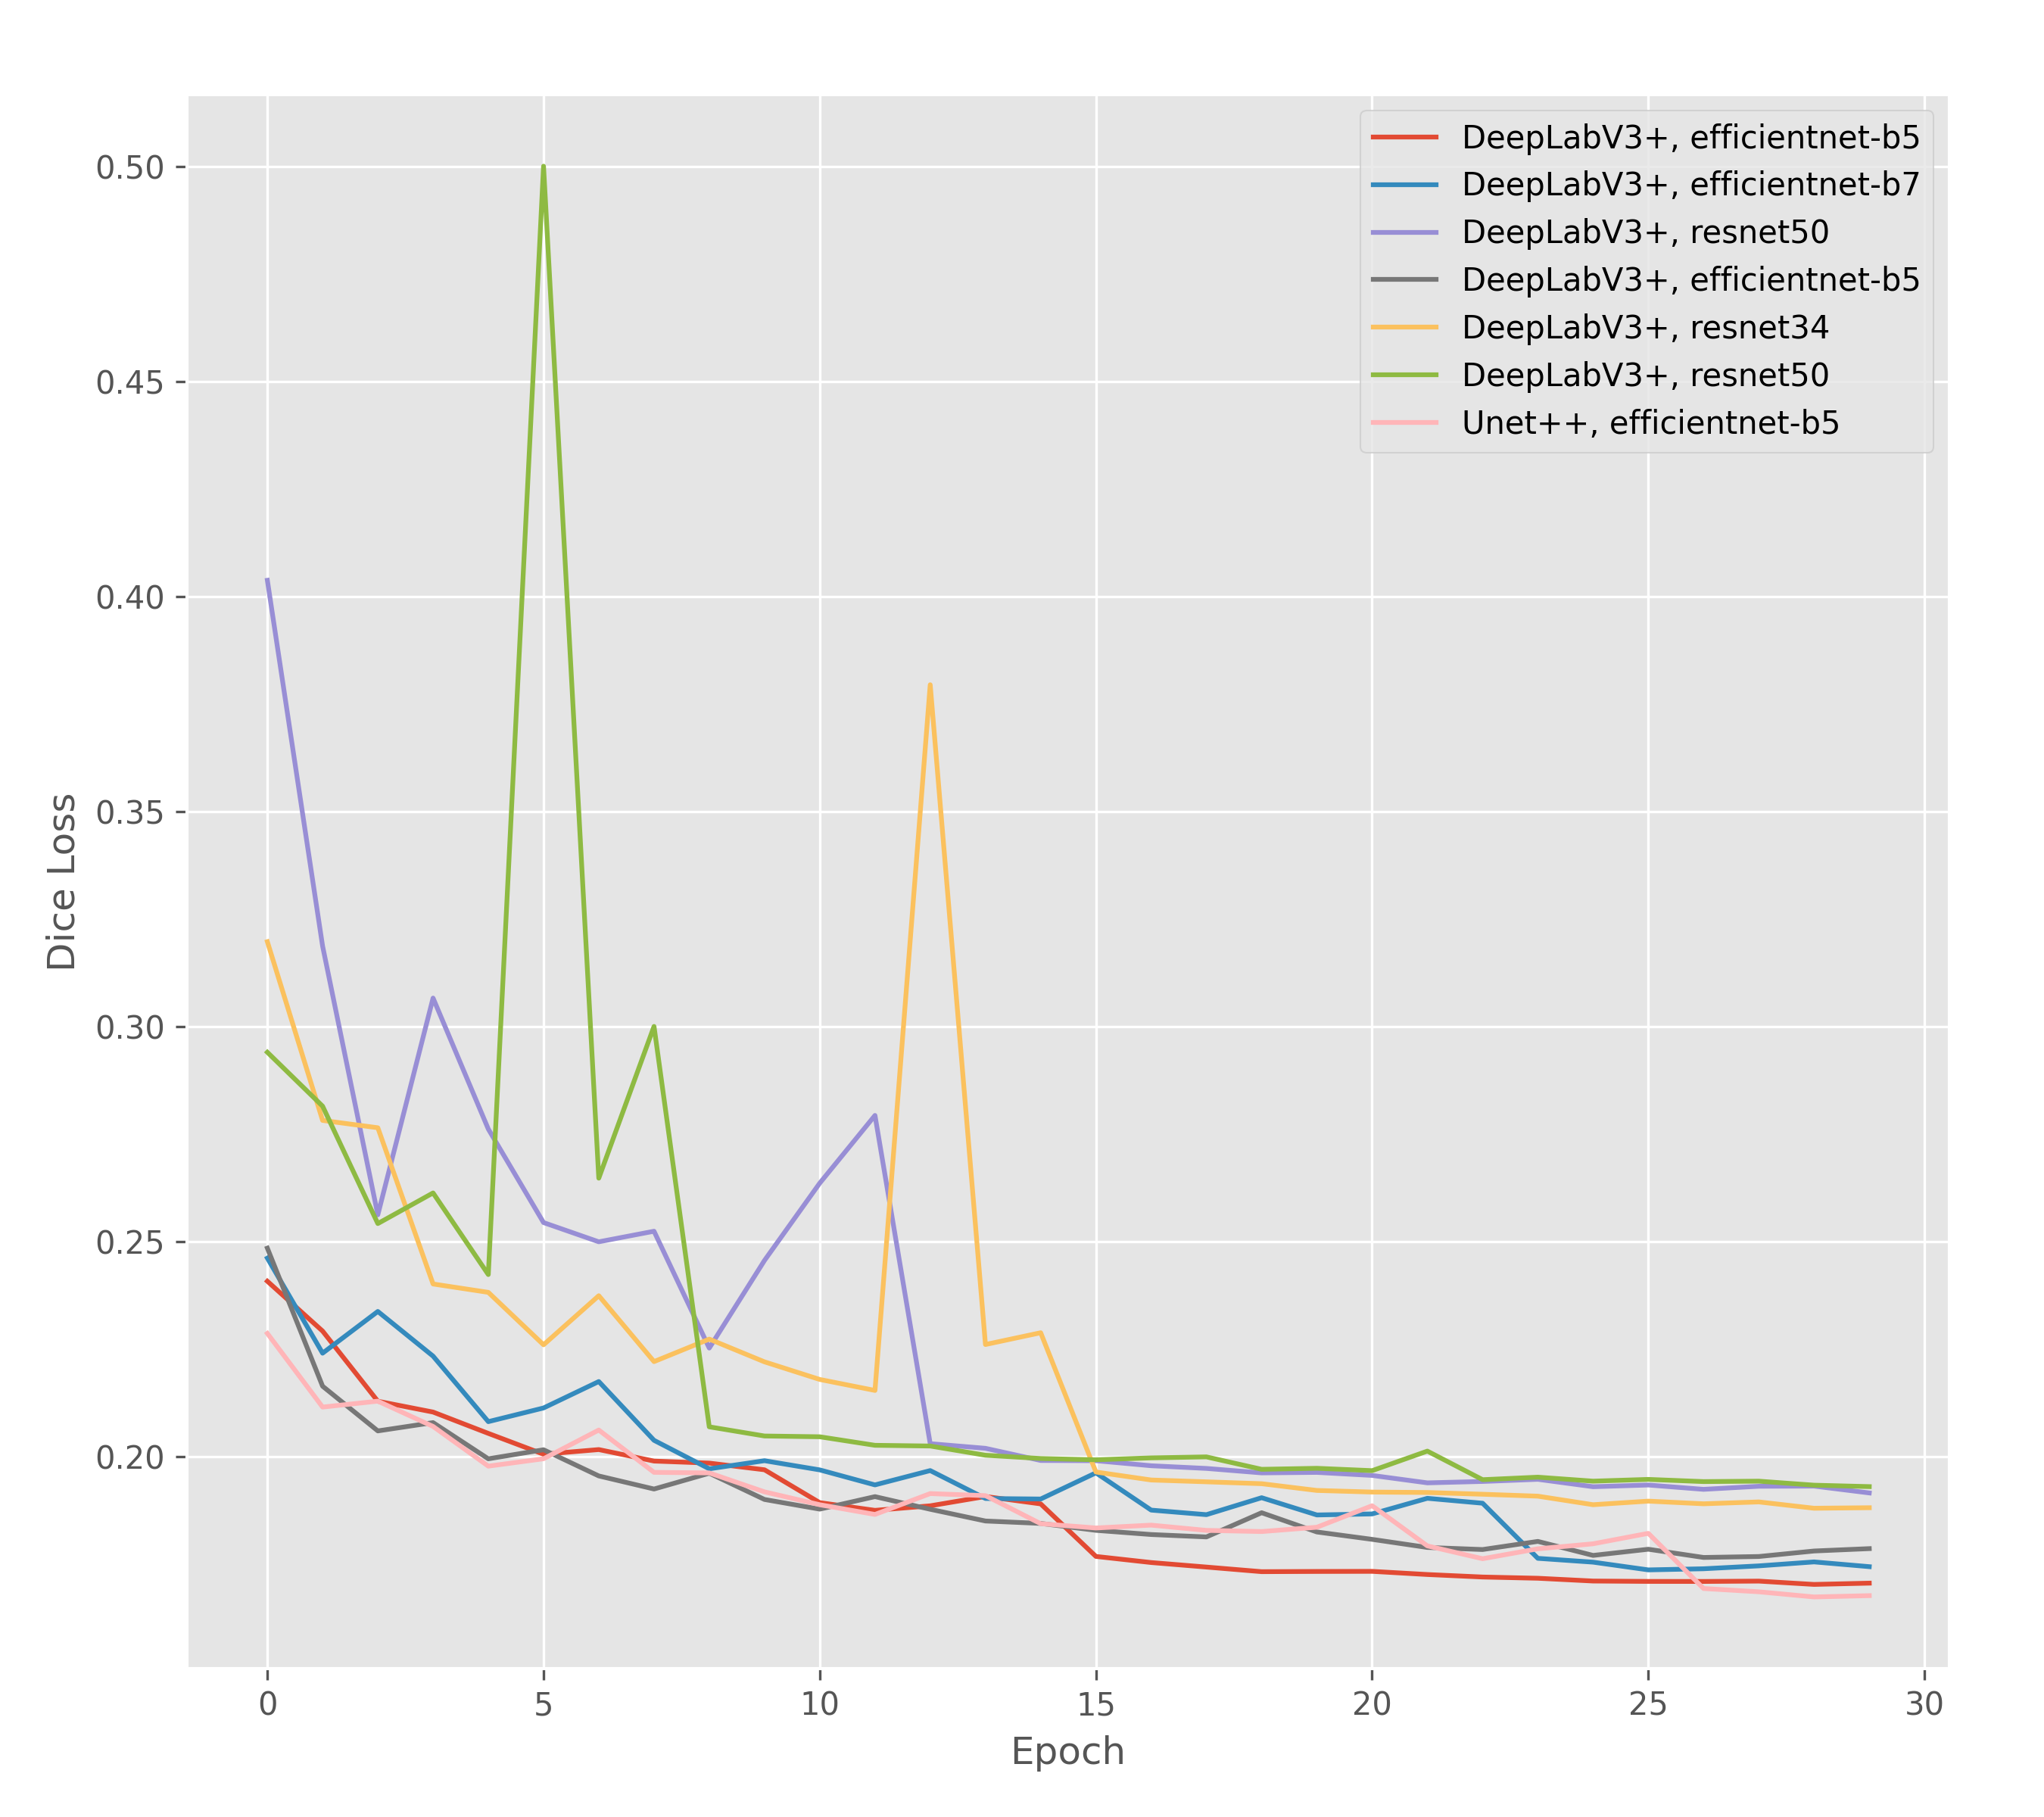 DeepLabV3+, efficientnet-b5
DeepLabV3+, efficientnet-b7
DeepLabV3+, resnet50
DeepLabV3+, efficientnet-b5
DeepLabV3+, resnet34
DeepLabV3+, resnet50
Unet++, efficientnet-b5
0.50
0.45
0.40
0.35
0.30
0.25
0.20
Dice Loss
0 5 10 15 20 25 30
Epoch